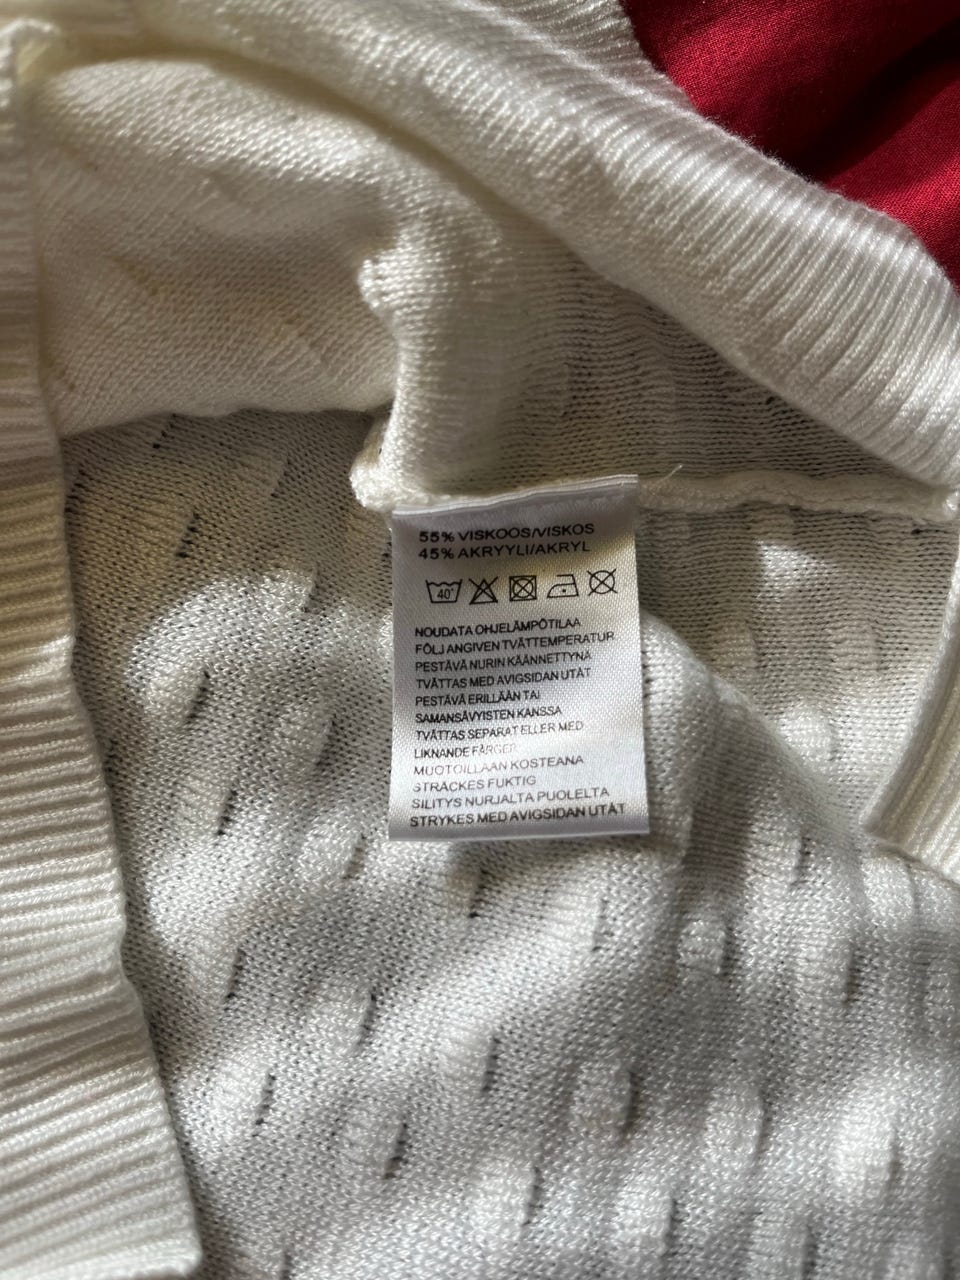 55% VISKOOS/VISKOS
45% AKRYYLI/AKRYL
40°
NOUDATA OHJELÄMPÖTILAA
FÖLJ ANGIVEN TVÄTTEMPERATUR
PESTÄVÄ NURIN KÄÄNNETTYNÄ
TVÄTTAS MED AVIGSIDAN UTÅT
PESTÄVÄ ERILLÄÄN TAI
SAMANSÄVYISTEN KANSSA
TVÄTTAS SEPARAT ELLER MED
LIKNANDE FÄRGER
MUOTOILLAAN KOSTEANA
STRÄCKES FUKTIG
SILITYS NURJALTA PUOLELTA
STRYKES MED AVIGSIDAN UTÅT